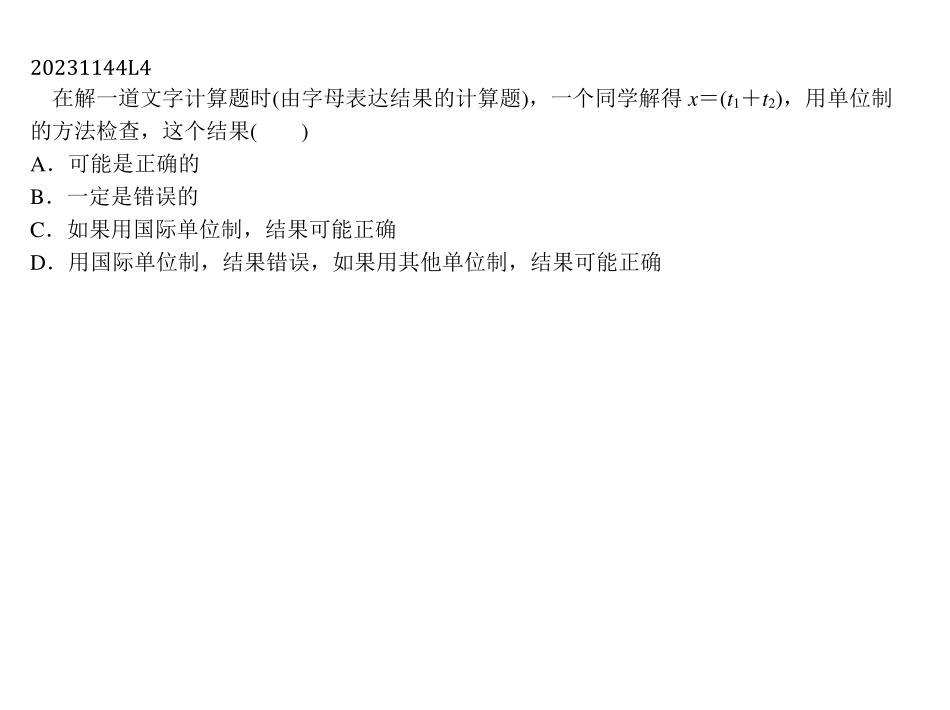 20231144L4
在解一道文字计算题时(由字母表达结果的计算题)，一个同学解得 x＝(t₁＋t₂)，用单位制
的方法检查，这个结果(　　)
A．可能是正确的
B．一定是错误的
C．如果用国际单位制，结果可能正确
D．用国际单位制，结果错误，如果用其他单位制，结果可能正确